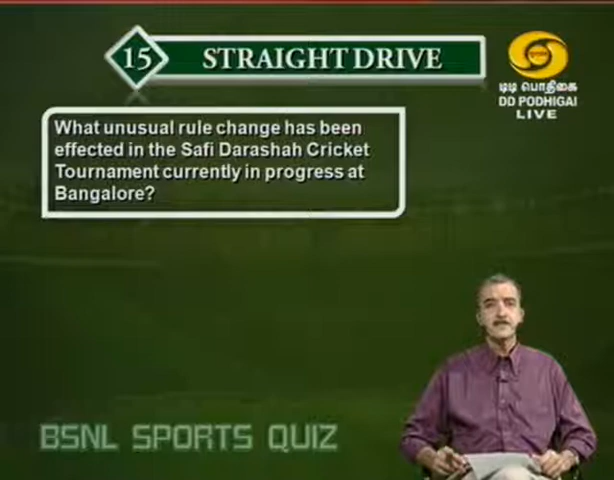 15 STRAIGHT DRIVE
டிடி பொதிகை
DD PODHIGAI
LIVE
What unusual rule change has been
effected in the Safi Darashah Cricket
Tournament currently in progress at
Bangalore?
BSNL SPORTS QUIZ